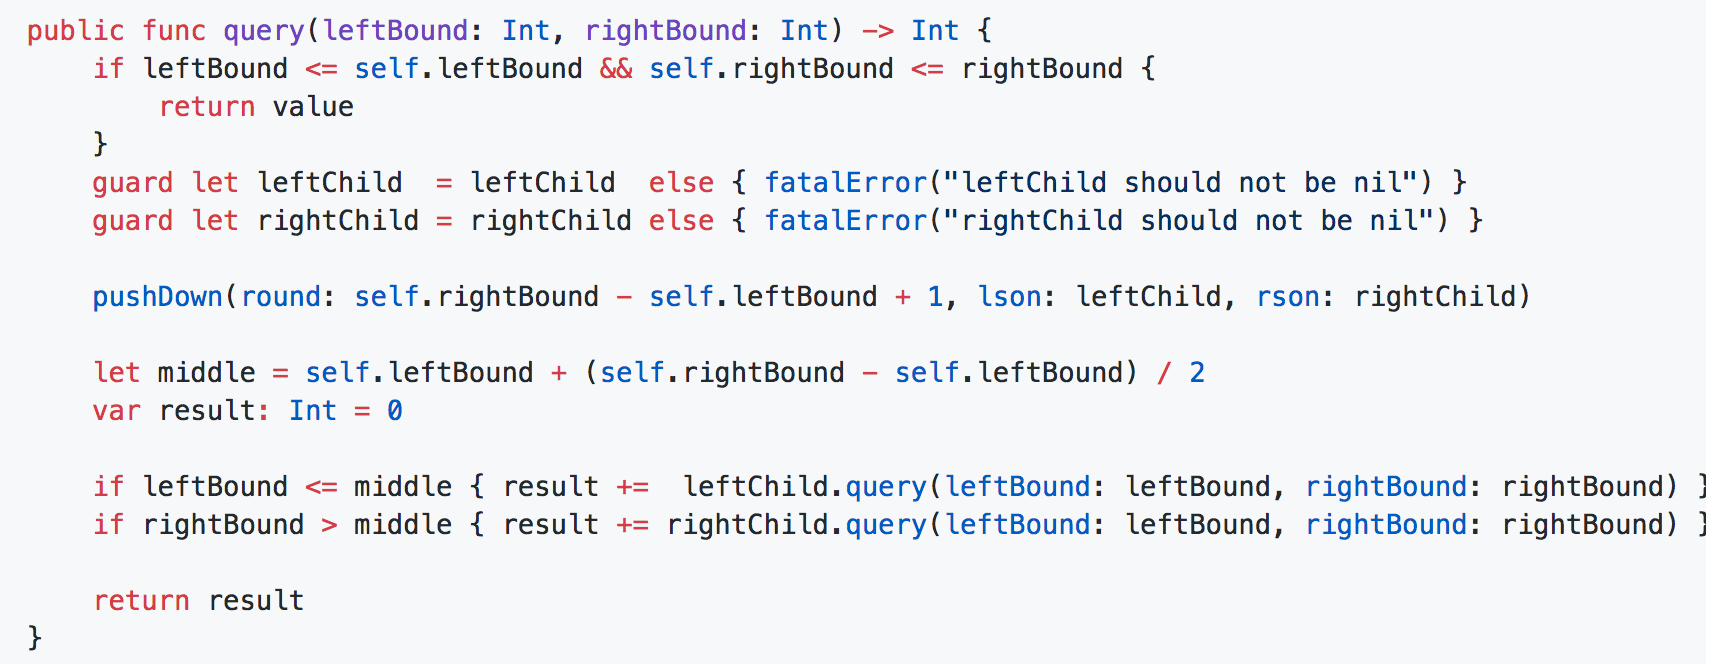 public func query(leftBound: Int, rightBound: Int) -> Int {
    if leftBound <= self.leftBound && self.rightBound <= rightBound {
        return value
    }
    guard let leftChild  = leftChild  else { fatalError("leftChild should not be nil") }
    guard let rightChild = rightChild else { fatalError("rightChild should not be nil") }

    pushDown(round: self.rightBound - self.leftBound + 1, lson: leftChild, rson: rightChild)

    let middle = self.leftBound + (self.rightBound - self.leftBound) / 2
    var result: Int = 0

    if leftBound <= middle { result +=  leftChild.query(leftBound: leftBound, rightBound: rightBound) }
    if rightBound > middle { result += rightChild.query(leftBound: leftBound, rightBound: rightBound) }

    return result
}